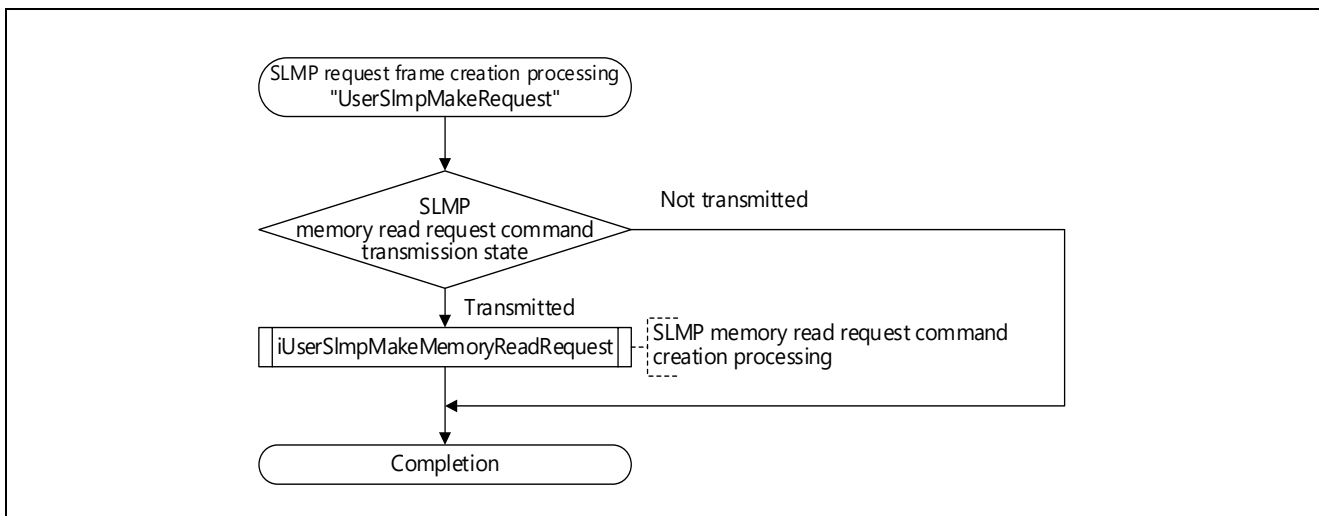 SLMP request frame creation processing
"UserSlmpMakeRequest"
SLMP
memory read request command
transmission state
Not transmitted
Transmitted
iUserSlmpMakeMemoryReadRequest
SLMP memory read request command
creation processing
Completion